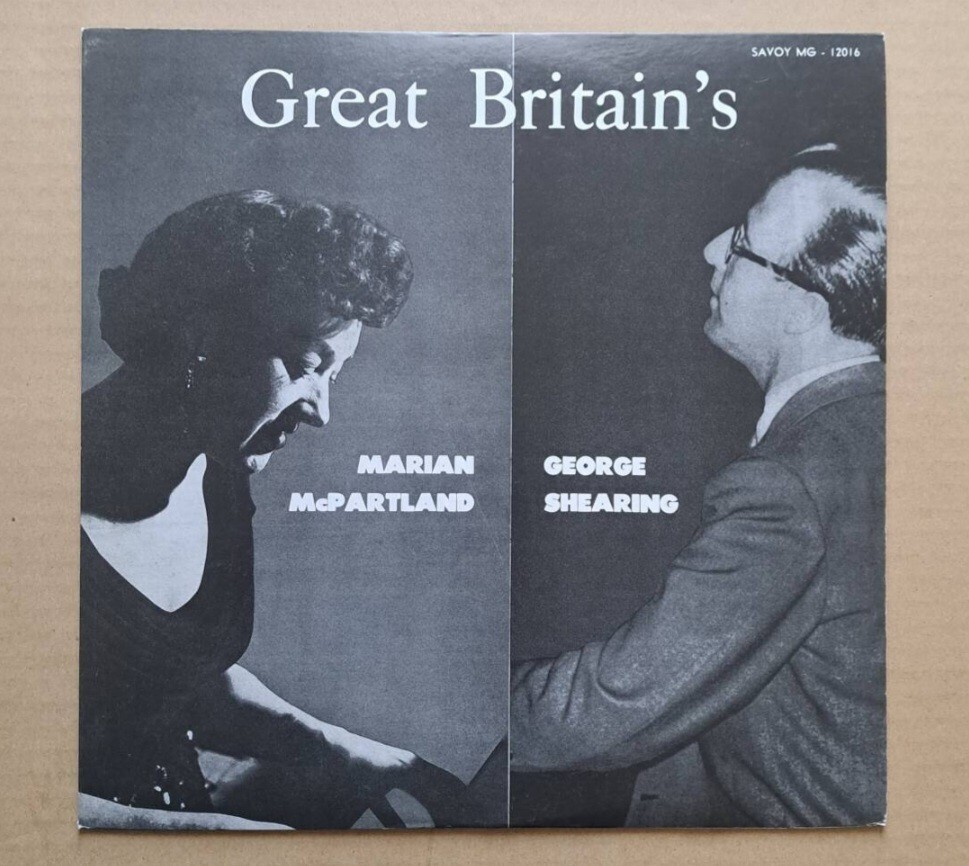 SAVOY MG - 12016
Great Britain's
MARIAN
McPARTLAND
GEORGE
SHEARING